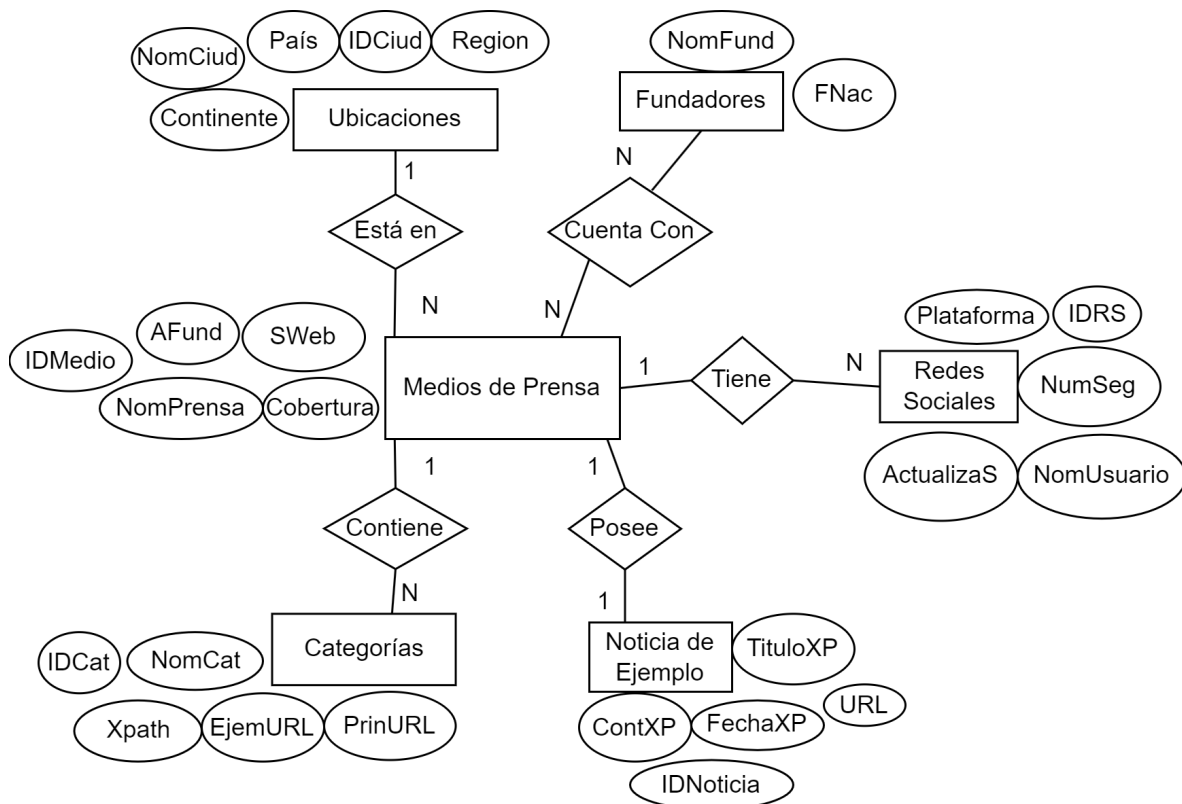 País
IDCiud
Region
NomFund
NomCiud
FNac
Fundadores
Continente
Ubicaciones
1
N
Está en
Cuenta Con
N
N
AFund
SWeb
Plataforma
IDRS
IDMedio
1
N
Medios de Prensa
Tiene
Redes
Sociales
NumSeg
NomPrensa
Cobertura
1
1
ActualizaS
NomUsuario
Contiene
Posee
N
1
IDCat
NomCat
Categorías
Noticia de
Ejemplo
TituloXP
URL
Xpath
EjemURL
PrinURL
ContXP
FechaXP
IDNoticia